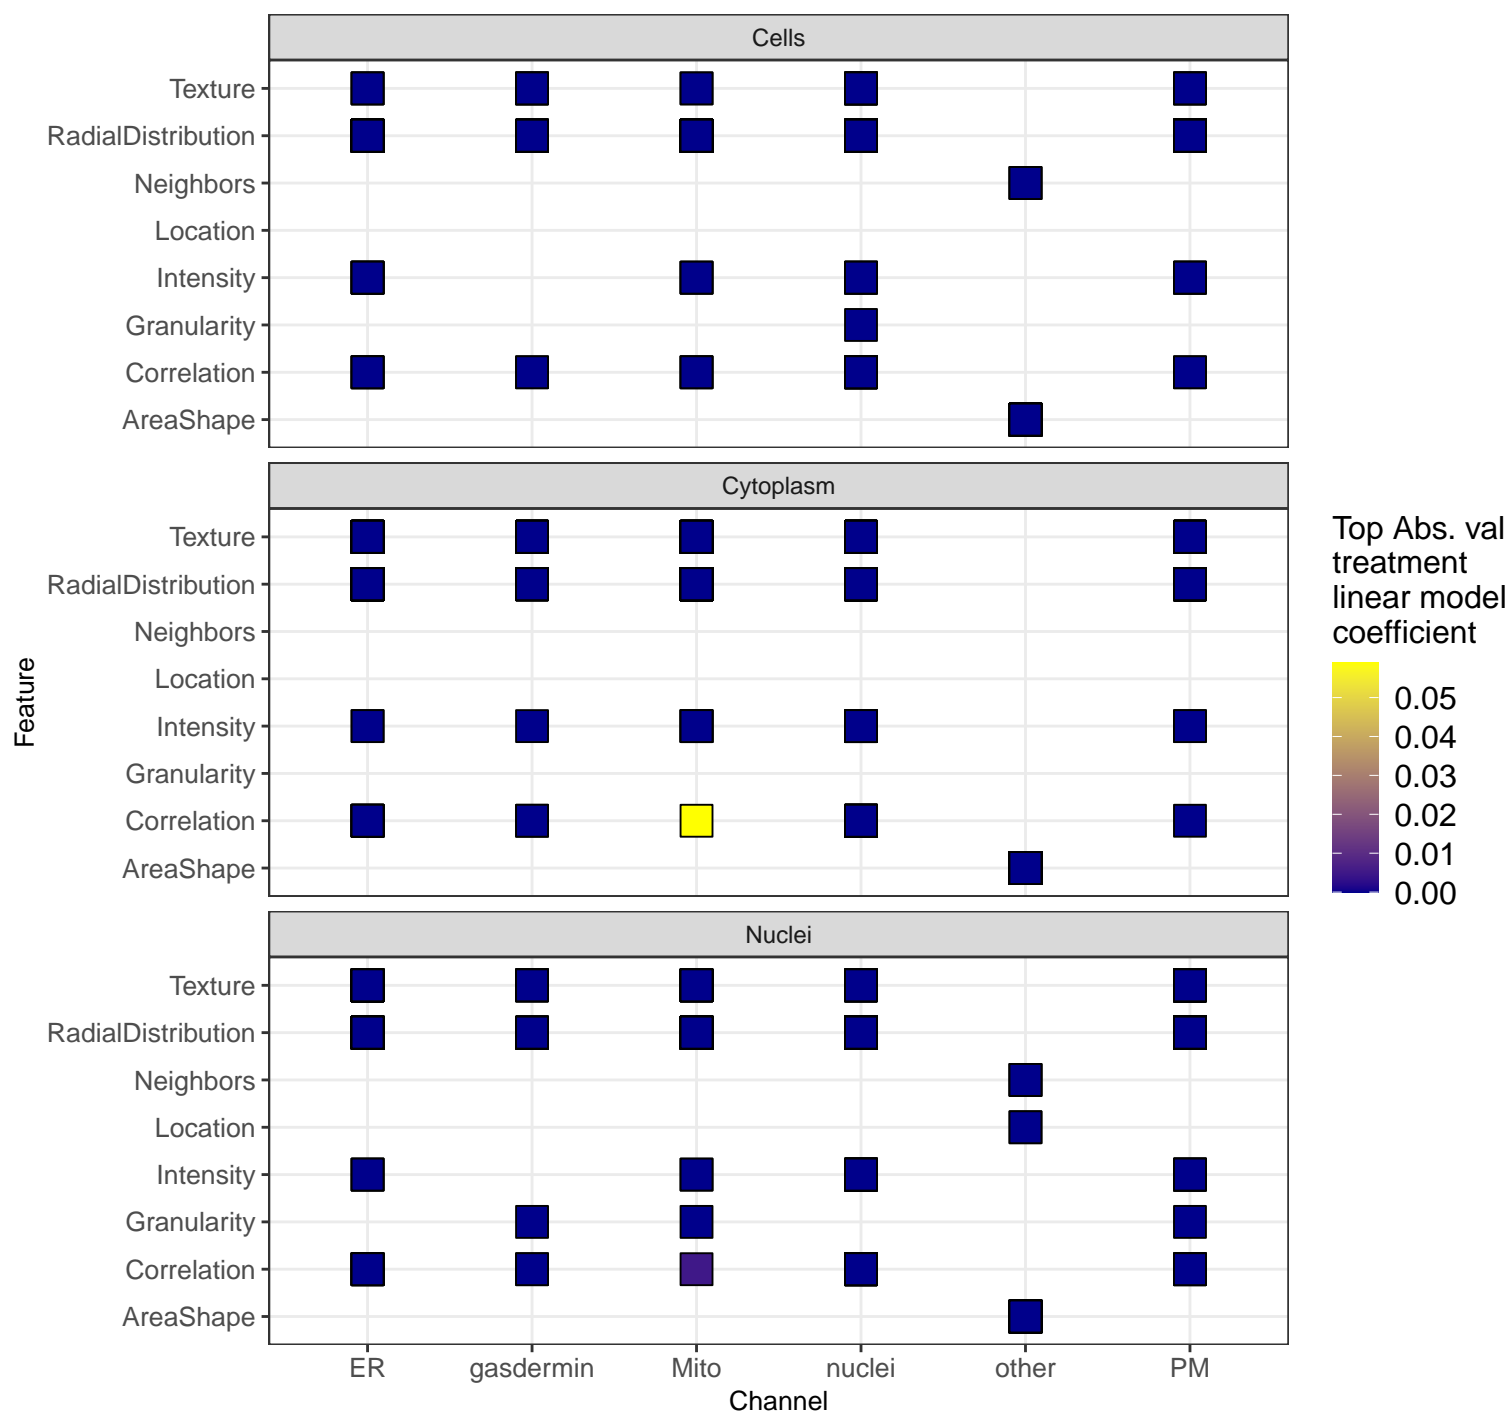 Cells
Texture
RadialDistribution
Neighbors
Location
Intensity
Granularity
Correlation
AreaShape
Cytoplasm
Texture
RadialDistribution
Neighbors
Location
Intensity
Granularity
Correlation
AreaShape
Nuclei
Texture
RadialDistribution
Neighbors
Location
Intensity
Granularity
Correlation
AreaShape
ER gasdermin Mito nuclei other PM
Channel
Feature
Top Abs. val
treatment
linear model
coefficient
0.05
0.04
0.03
0.02
0.01
0.00